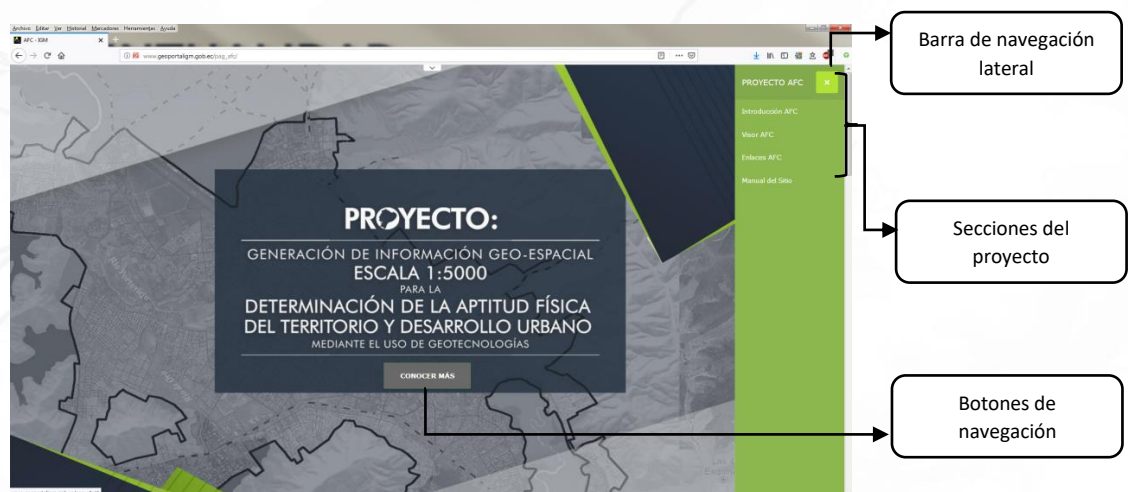 Archivo Editar Ver Historial Marcadores Herramientas Ayuda
AFC - IGM
www.geoportaligm.gob.ec/pag_afc/
PROYECTO AFC
Introducción AFC
Visor AFC
Enlaces AFC
Manual del Sitio
PROYECTO:
GENERACIÓN DE INFORMACIÓN GEO-ESPACIAL
ESCALA 1:5000
PARA LA
DETERMINACIÓN DE LA APTITUD FÍSICA
DEL TERRITORIO Y DESARROLLO URBANO
MEDIANTE EL USO DE GEOTECNOLOGÍAS
CONOCER MÁS
Barra de navegación
lateral
Secciones del
proyecto
Botones de
navegación